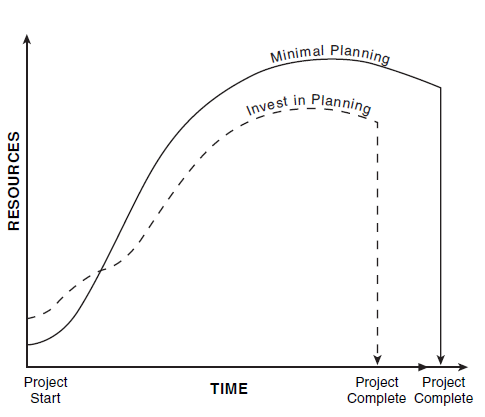 Minimal Planning
Invest in Planning
RESOURCES
Project
Start
TIME
Project
Complete
Project
Complete